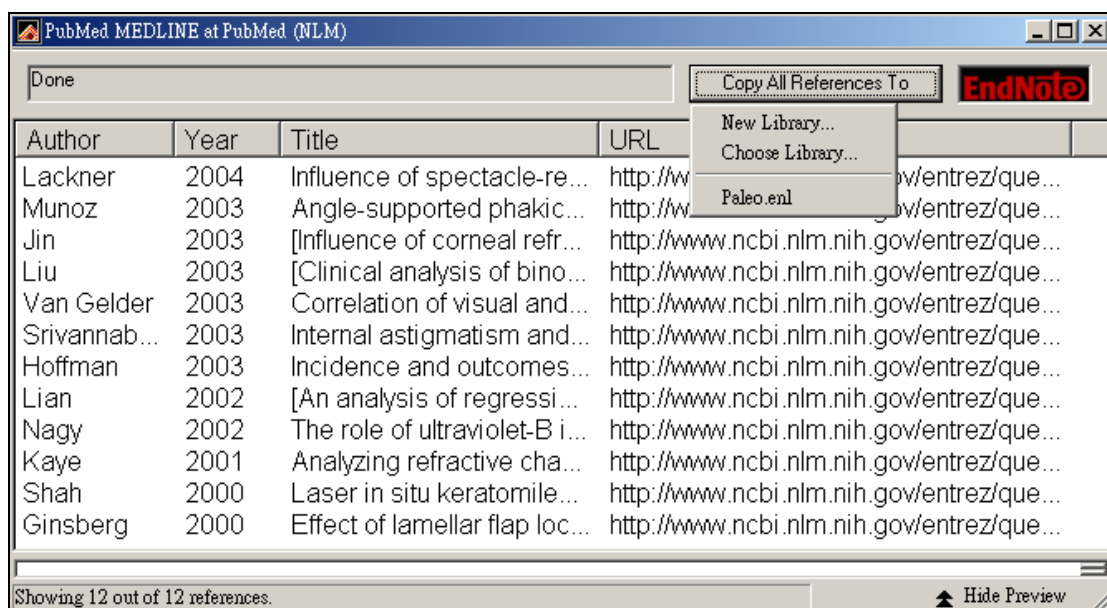 PubMed MEDLINE at PubMed (NLM)
Done
Copy All References To
EndNote
New Library...
Choose Library...
Paleo.enl
Author Year Title URL
Lackner 2004 Influence of spectacle-re... http://w ov/entrez/que...
Munoz 2003 Angle-supported phakic... http://w ov/entrez/que...
Jin 2003 [Influence of corneal refr... http://www.ncbi.nlm.nih.gov/entrez/que...
Liu 2003 [Clinical analysis of bino... http://www.ncbi.nlm.nih.gov/entrez/que...
Van Gelder 2003 Correlation of visual and... http://www.ncbi.nlm.nih.gov/entrez/que...
Srivannab... 2003 Internal astigmatism and... http://www.ncbi.nlm.nih.gov/entrez/que...
Hoffman 2003 Incidence and outcomes... http://www.ncbi.nlm.nih.gov/entrez/que...
Lian 2002 [An analysis of regressi... http://www.ncbi.nlm.nih.gov/entrez/que...
Nagy 2002 The role of ultraviolet-B i... http://www.ncbi.nlm.nih.gov/entrez/que...
Kaye 2001 Analyzing refractive cha... http://www.ncbi.nlm.nih.gov/entrez/que...
Shah 2000 Laser in situ keratomile... http://www.ncbi.nlm.nih.gov/entrez/que...
Ginsberg 2000 Effect of lamellar flap loc... http://www.ncbi.nlm.nih.gov/entrez/que...
Showing 12 out of 12 references.
Hide Preview